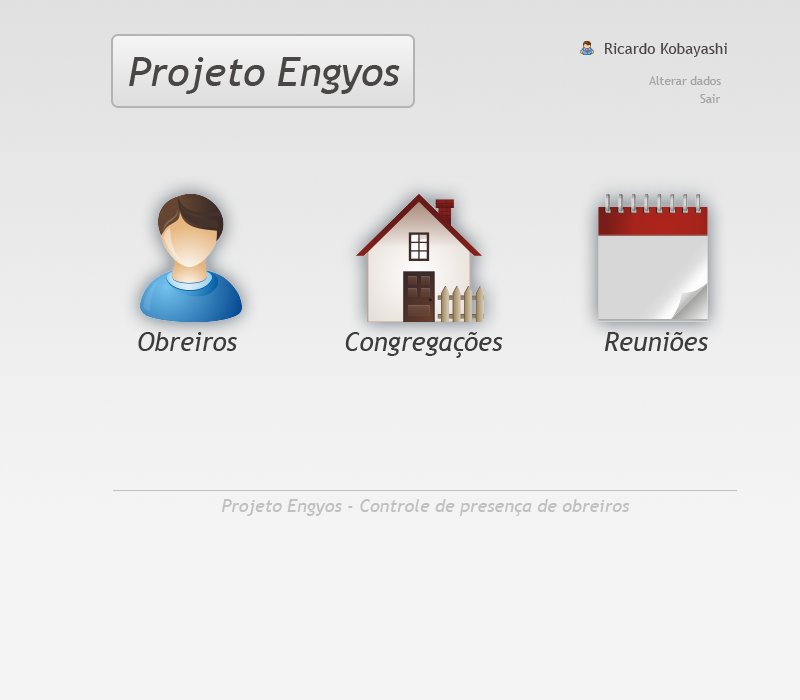 Projeto Engyos
Ricardo Kobayashi
Alterar dados
Sair
Obreiros
Congregações
Reuniões
Projeto Engyos - Controle de presença de obreiros